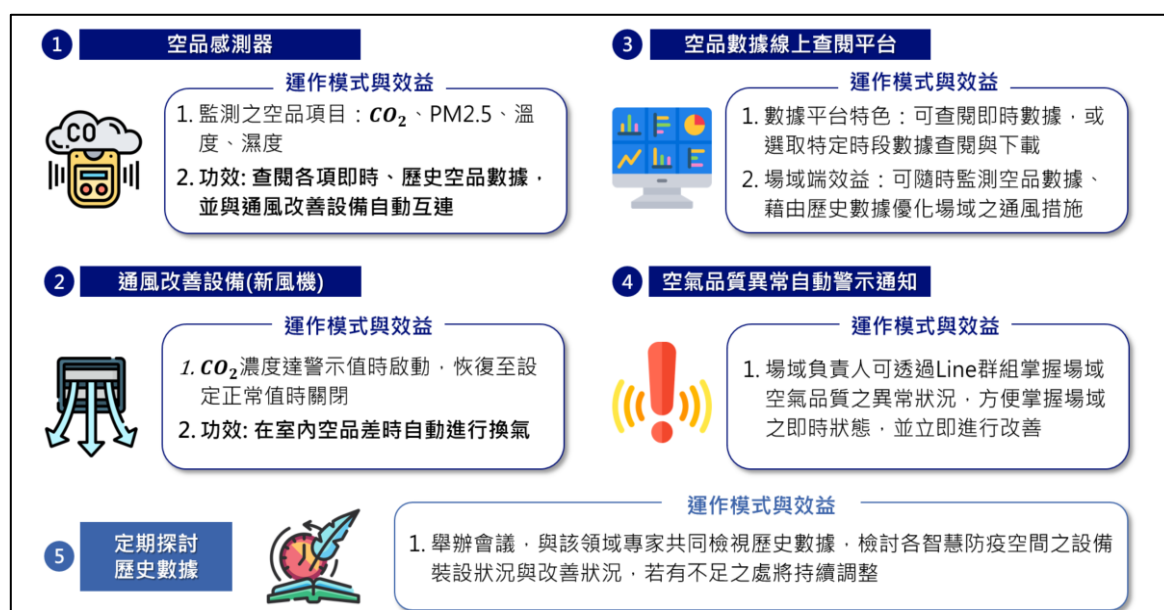 1 空品感測器
運作模式與效益
CO
1. 監測之空品項目：CO₂、PM2.5、溫
度、濕度
2. 功效: 查閱各項即時、歷史空品數據，
並與通風改善設備自動互連
2 通風改善設備(新風機)
運作模式與效益
1. CO₂濃度達警示值時啟動，恢復至設
定正常值時關閉
2. 功效: 在室內空品差時自動進行換氣
3 空品數據線上查閱平台
運作模式與效益
1. 數據平台特色：可查閱即時數據，或
選取特定時段數據查閱與下載
2. 場域端效益：可隨時監測空品數據、
藉由歷史數據優化場域之通風措施
4 空氣品質異常自動警示通知
運作模式與效益
1. 場域負責人可透過Line群組掌握場域
空氣品質之異常狀況，方便掌握場域
之即時狀態，並立即進行改善
5 定期探討
歷史數據
運作模式與效益
1. 舉辦會議，與該領域專家共同檢視歷史數據，檢討各智慧防疫空間之設備
裝設狀況與改善狀況，若有不足之處將持續調整